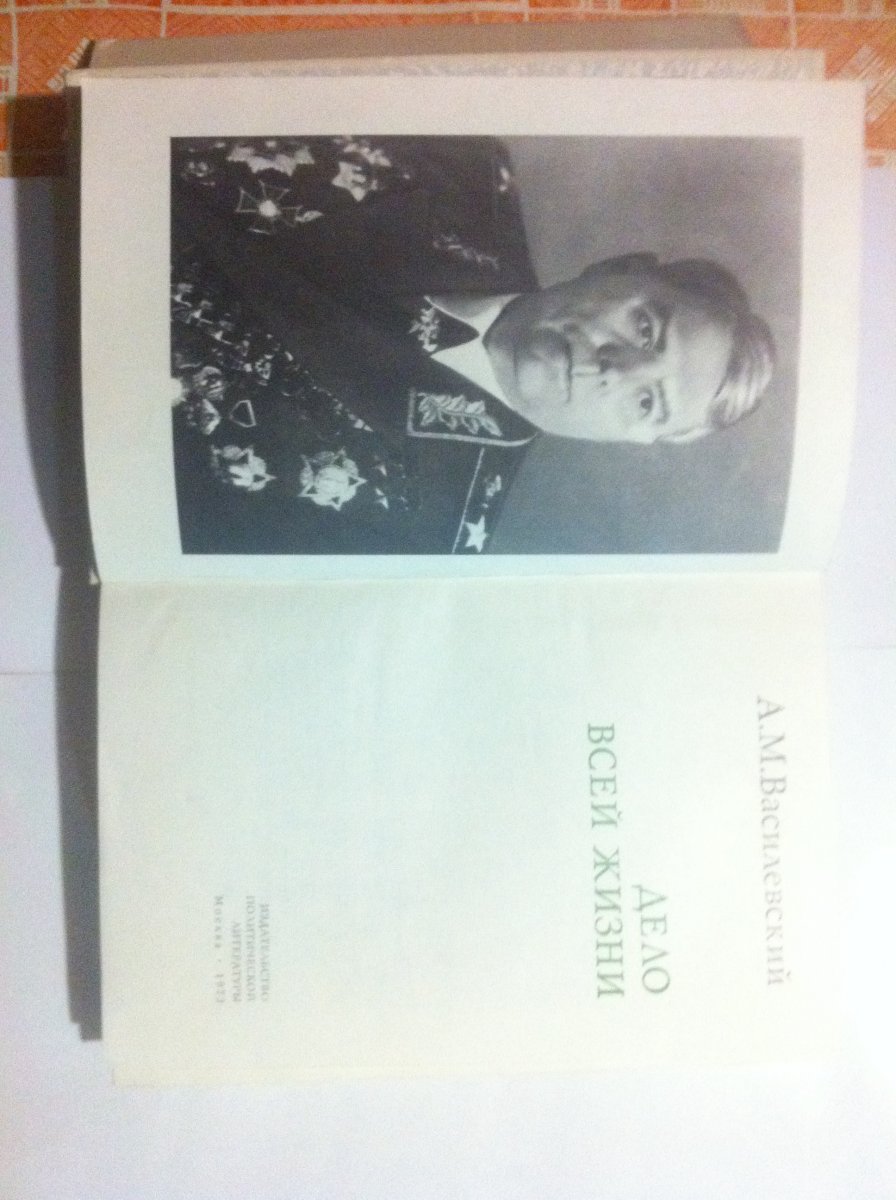 А.М.Василевский
ДЕЛО
ВСЕЙ ЖИЗНИ
ИЗДАТЕЛЬСТВО
ПОЛИТИЧЕСКОЙ
ЛИТЕРАТУРЫ
Москва · 1973